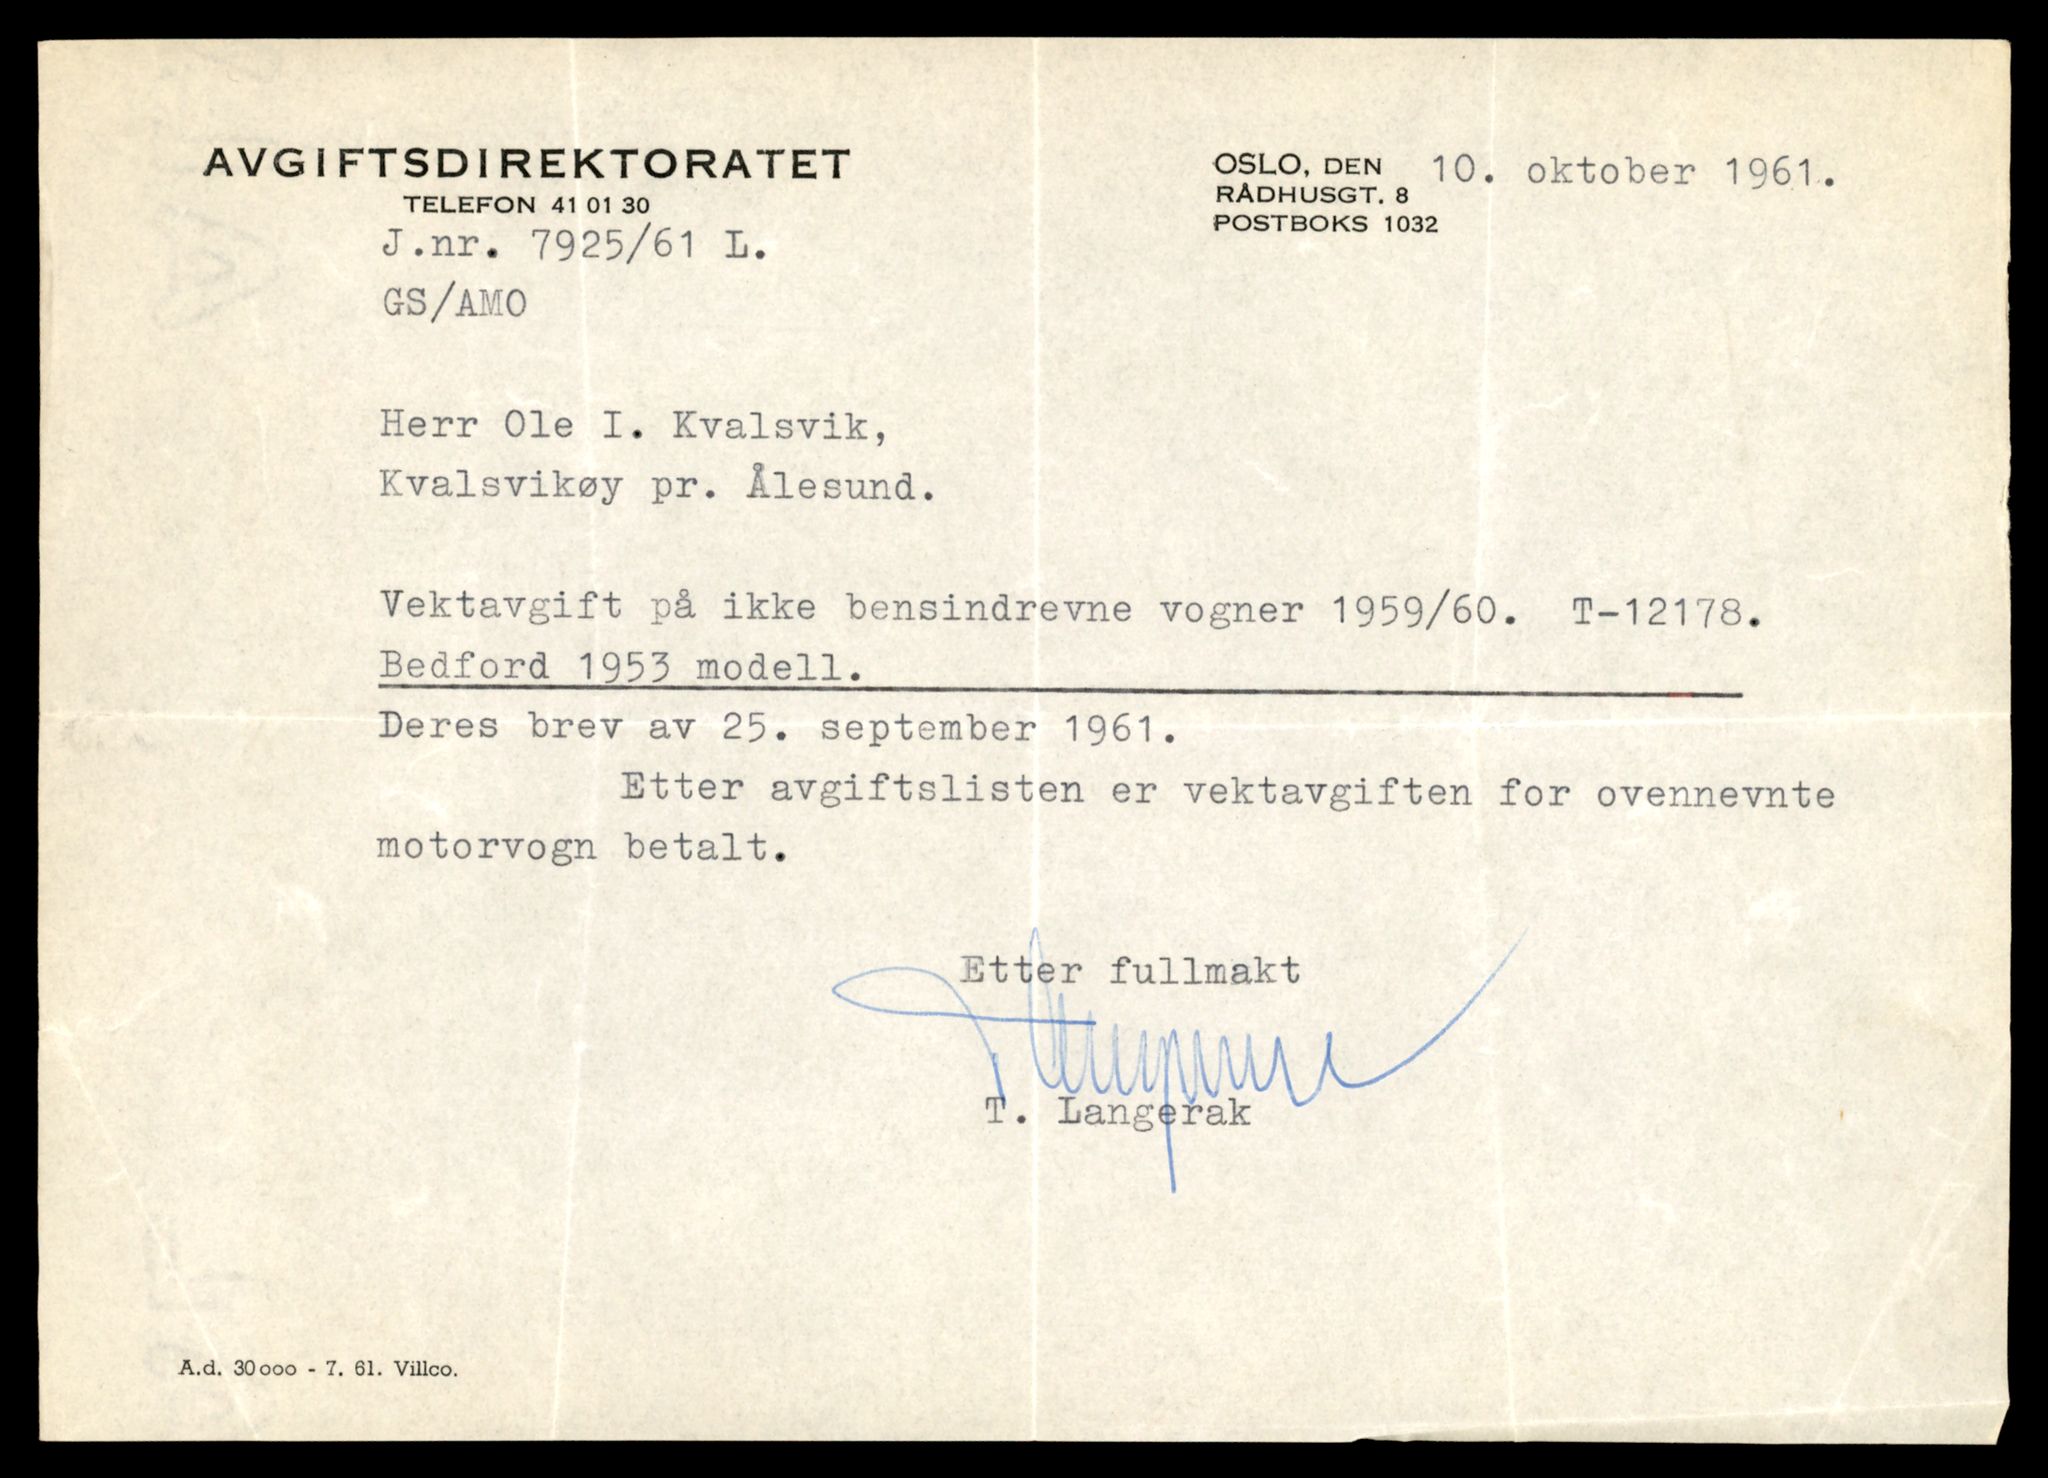 AVGIFTSDIREKTORATET
TELEFON 41 01 30
J.nr. 7925/61 L.
GS/AMO
OSLO, DEN 10. oktober 1961.
RÅDHUSGT. 8
POSTBOKS 1032
Herr Ole I. Kvalsvik,
Kvalsvikøy pr. Ålesund.
Vektavgift på ikke bensindrevne vogner 1959/60. T-12178.
Bedford 1953 modell.
Deres brev av 25. september 1961.
Etter avgiftslisten er vektavgiften for ovennevnte
motorvogn betalt.
Etter fullmakt
T. Langerak
A.d. 30000 - 7. 61. Villco.